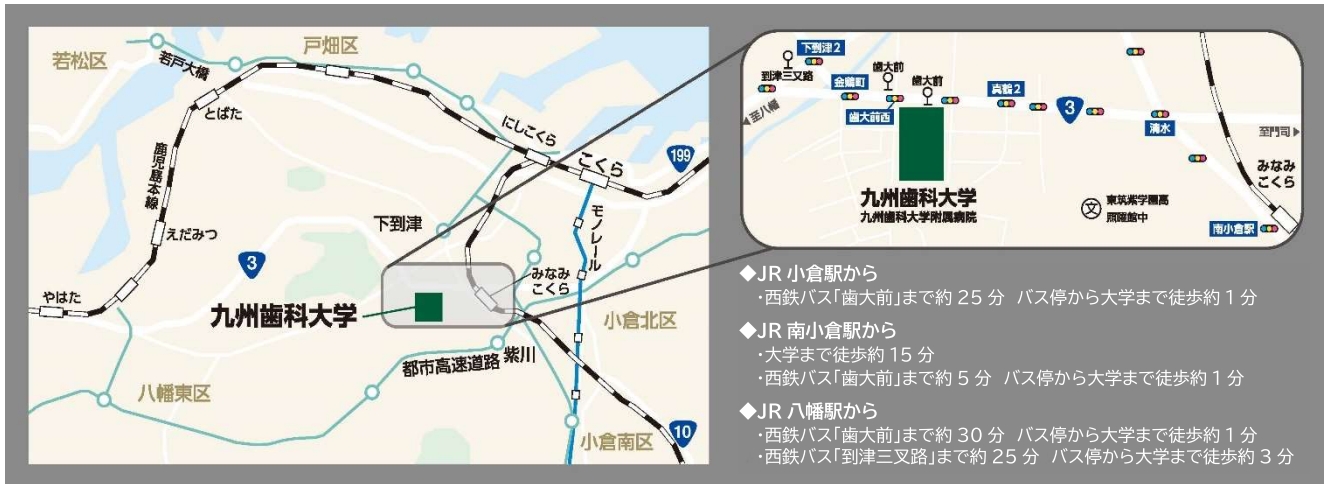 若松区
戸畑区
若戸大橋
とばた
にしこくら
こくら
199
鹿児島本線
下到津
モノレール
えだみつ
3
みなみ
こくら
やはた
九州歯科大学
小倉北区
都市高速道路
紫川
八幡東区
小倉南区
10
下到津2
到津三叉路
金鶏町
歯大前
歯大前
真鶴2
3
至八幡
歯大前西
清水
至門司
みなみ
こくら
九州歯科大学
九州歯科大学附属病院
文
東筑紫学園高
照曜館中
南小倉駅
◆JR 小倉駅から
・西鉄バス「歯大前」まで約 25 分 バス停から大学まで徒歩約 1 分
◆JR 南小倉駅から
・大学まで徒歩約 15 分
・西鉄バス「歯大前」まで約 5 分 バス停から大学まで徒歩約 1 分
◆JR 八幡駅から
・西鉄バス「歯大前」まで約 30 分 バス停から大学まで徒歩約 1 分
・西鉄バス「到津三叉路」まで約 25 分 バス停から大学まで徒歩約 3 分